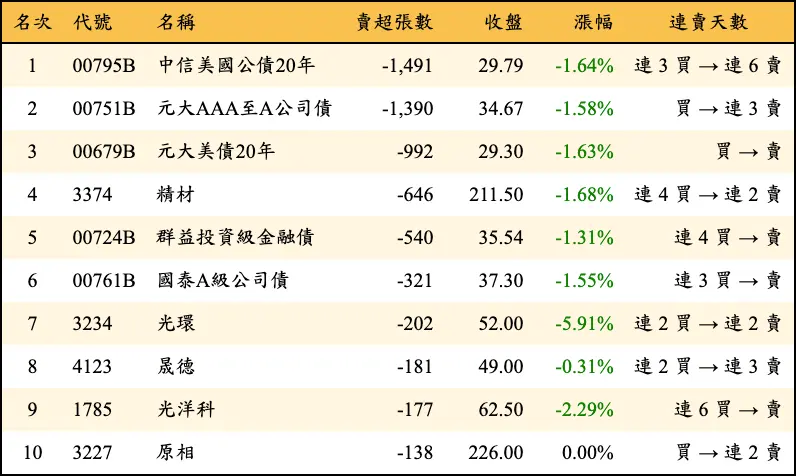 名次 代號 名稱 賣超張數 收盤 漲幅 連賣天數
1 00795B 中信美國公債20年 -1,491 29.79 -1.64% 連 3 買 → 連 6 賣
2 00751B 元大AAA至A公司債 -1,390 34.67 -1.58% 買 → 連 3 賣
3 00679B 元大美債20年 -992 29.30 -1.63% 買 → 賣
4 3374 精材 -646 211.50 -1.68% 連 4 買 → 連 2 賣
5 00724B 群益投資級金融債 -540 35.54 -1.31% 連 4 買 → 賣
6 00761B 國泰A級公司債 -321 37.30 -1.55% 連 3 買 → 賣
7 3234 光環 -202 52.00 -5.91% 連 2 買 → 連 2 賣
8 4123 晟德 -181 49.00 -0.31% 連 2 買 → 連 3 賣
9 1785 光洋科 -177 62.50 -2.29% 連 6 買 → 賣
10 3227 原相 -138 226.00 0.00% 買 → 連 2 賣